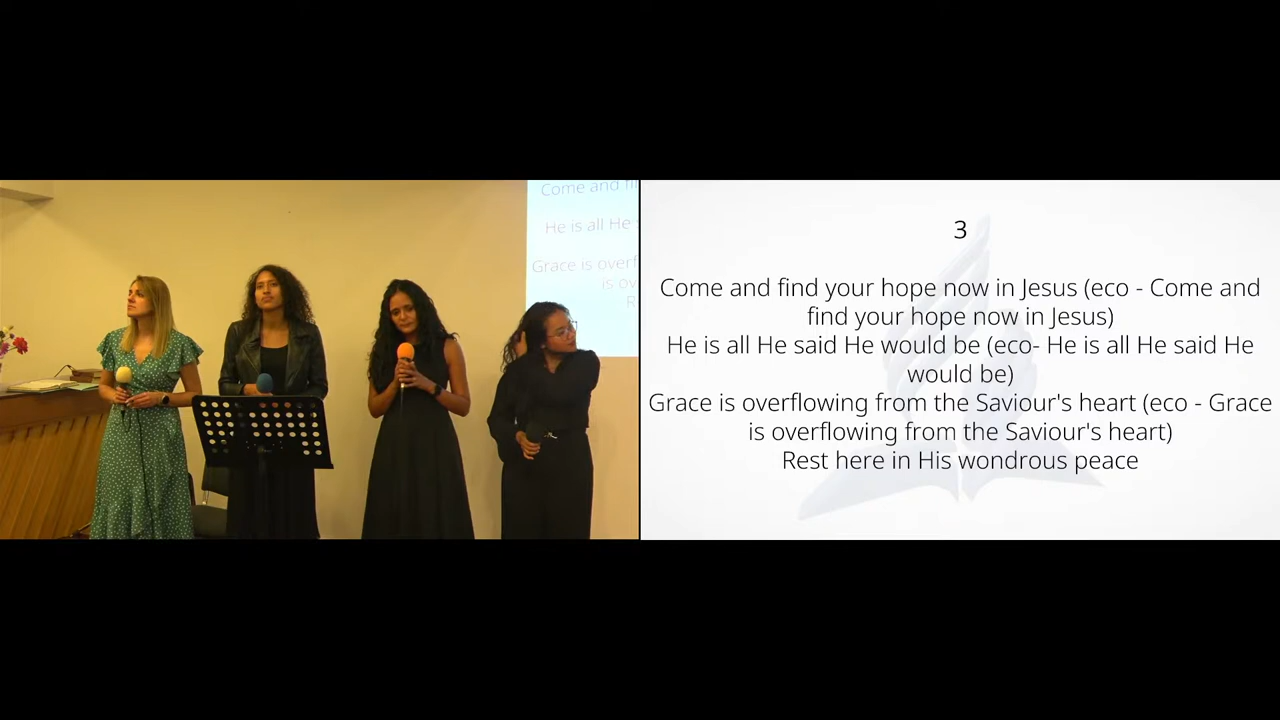 Come and fi
He is all He
Grace is overf
is ov
R
3
Come and find your hope now in Jesus (eco - Come and
find your hope now in Jesus)
He is all He said He would be (eco- He is all He said He
would be)
Grace is overflowing from the Saviour's heart (eco - Grace
is overflowing from the Saviour's heart)
Rest here in His wondrous peace